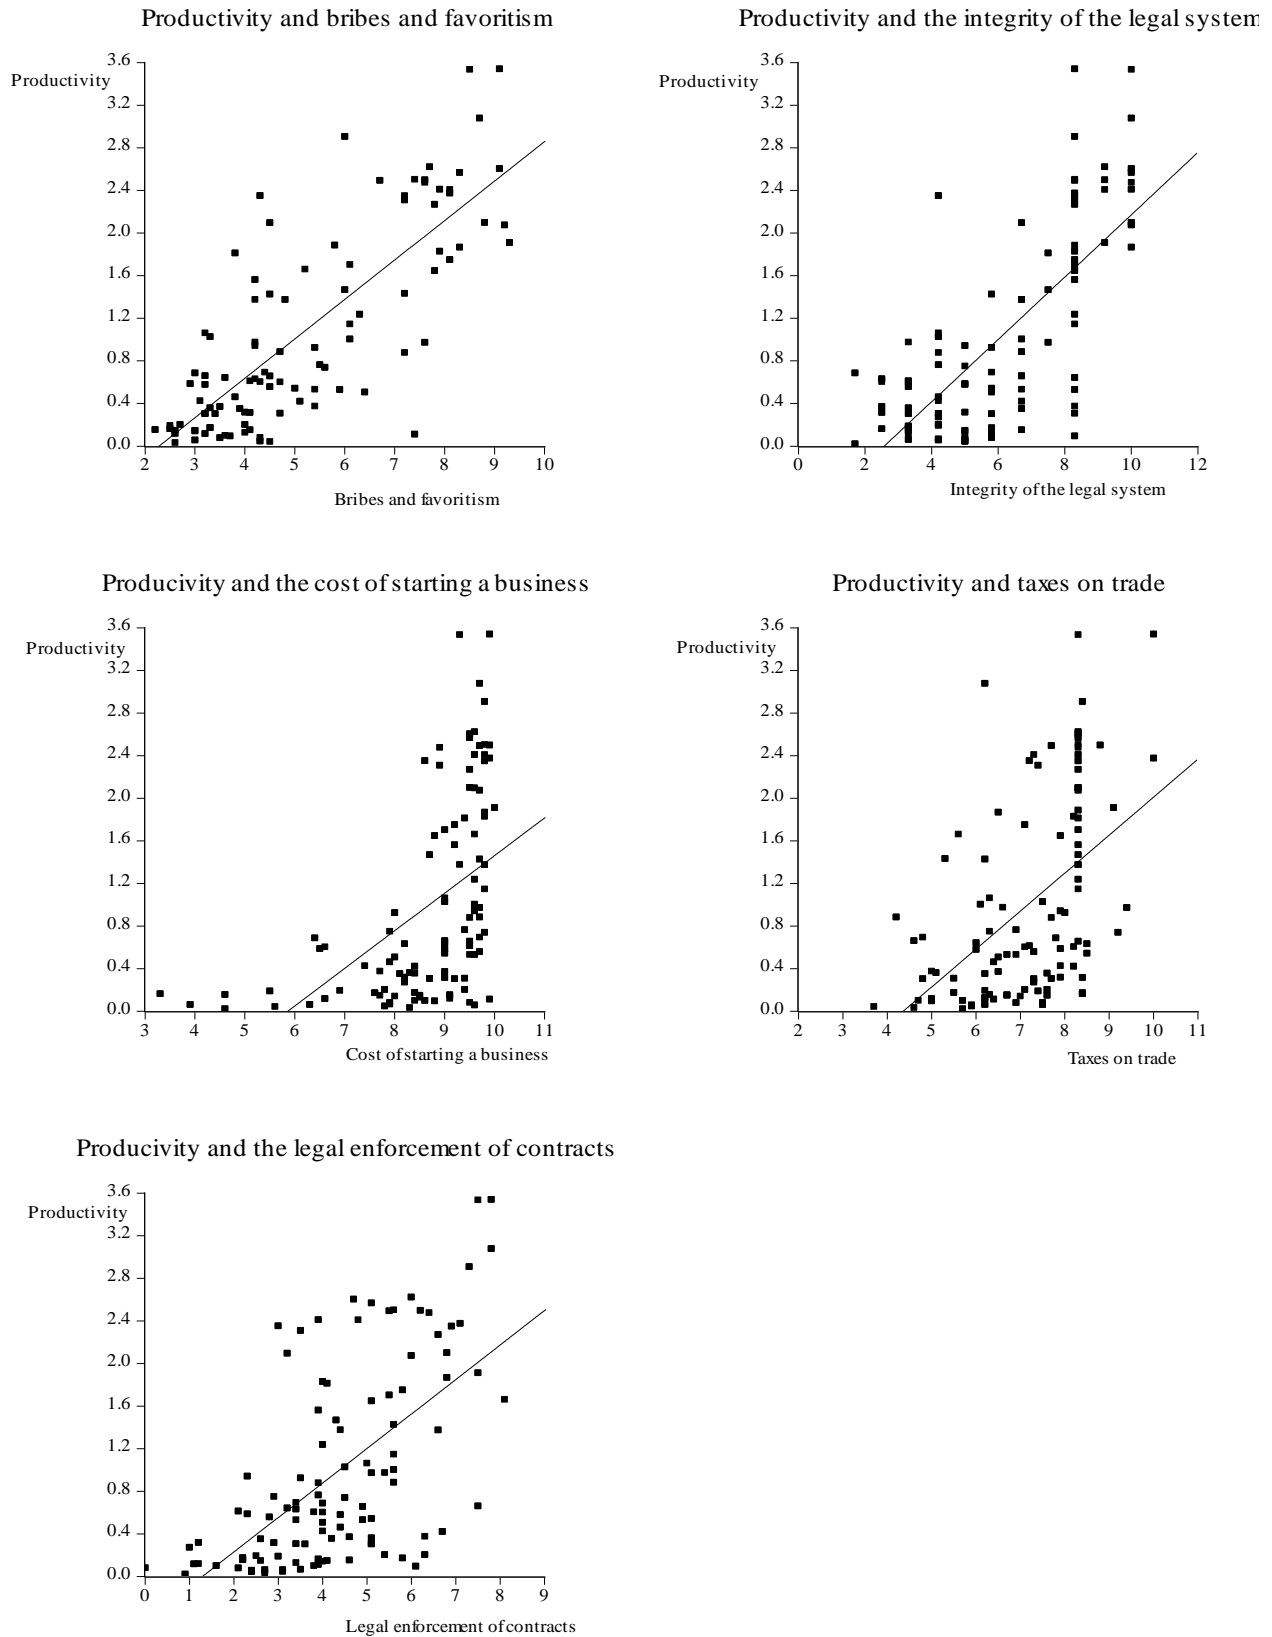 Productivity and bribes and favoritism
Productivity
3.6
3.2
2.8
2.4
2.0
1.6
1.2
0.8
0.4
0.0
2 3 4 5 6 7 8 9 10
Bribes and favoritism
Productivity and the integrity of the legal system
Productivity
3.6
3.2
2.8
2.4
2.0
1.6
1.2
0.8
0.4
0.0
0 2 4 6 8 10 12
Integrity of the legal system
Producivity and the cost of starting a business
Productivity
3.6
3.2
2.8
2.4
2.0
1.6
1.2
0.8
0.4
0.0
3 4 5 6 7 8 9 10 11
Cost of starting a business
Productivity and taxes on trade
Productivity
3.6
3.2
2.8
2.4
2.0
1.6
1.2
0.8
0.4
0.0
2 3 4 5 6 7 8 9 10 11
Taxes on trade
Producivity and the legal enforcement of contracts
Productivity
3.6
3.2
2.8
2.4
2.0
1.6
1.2
0.8
0.4
0.0
0 1 2 3 4 5 6 7 8 9
Legal enforcement of contracts